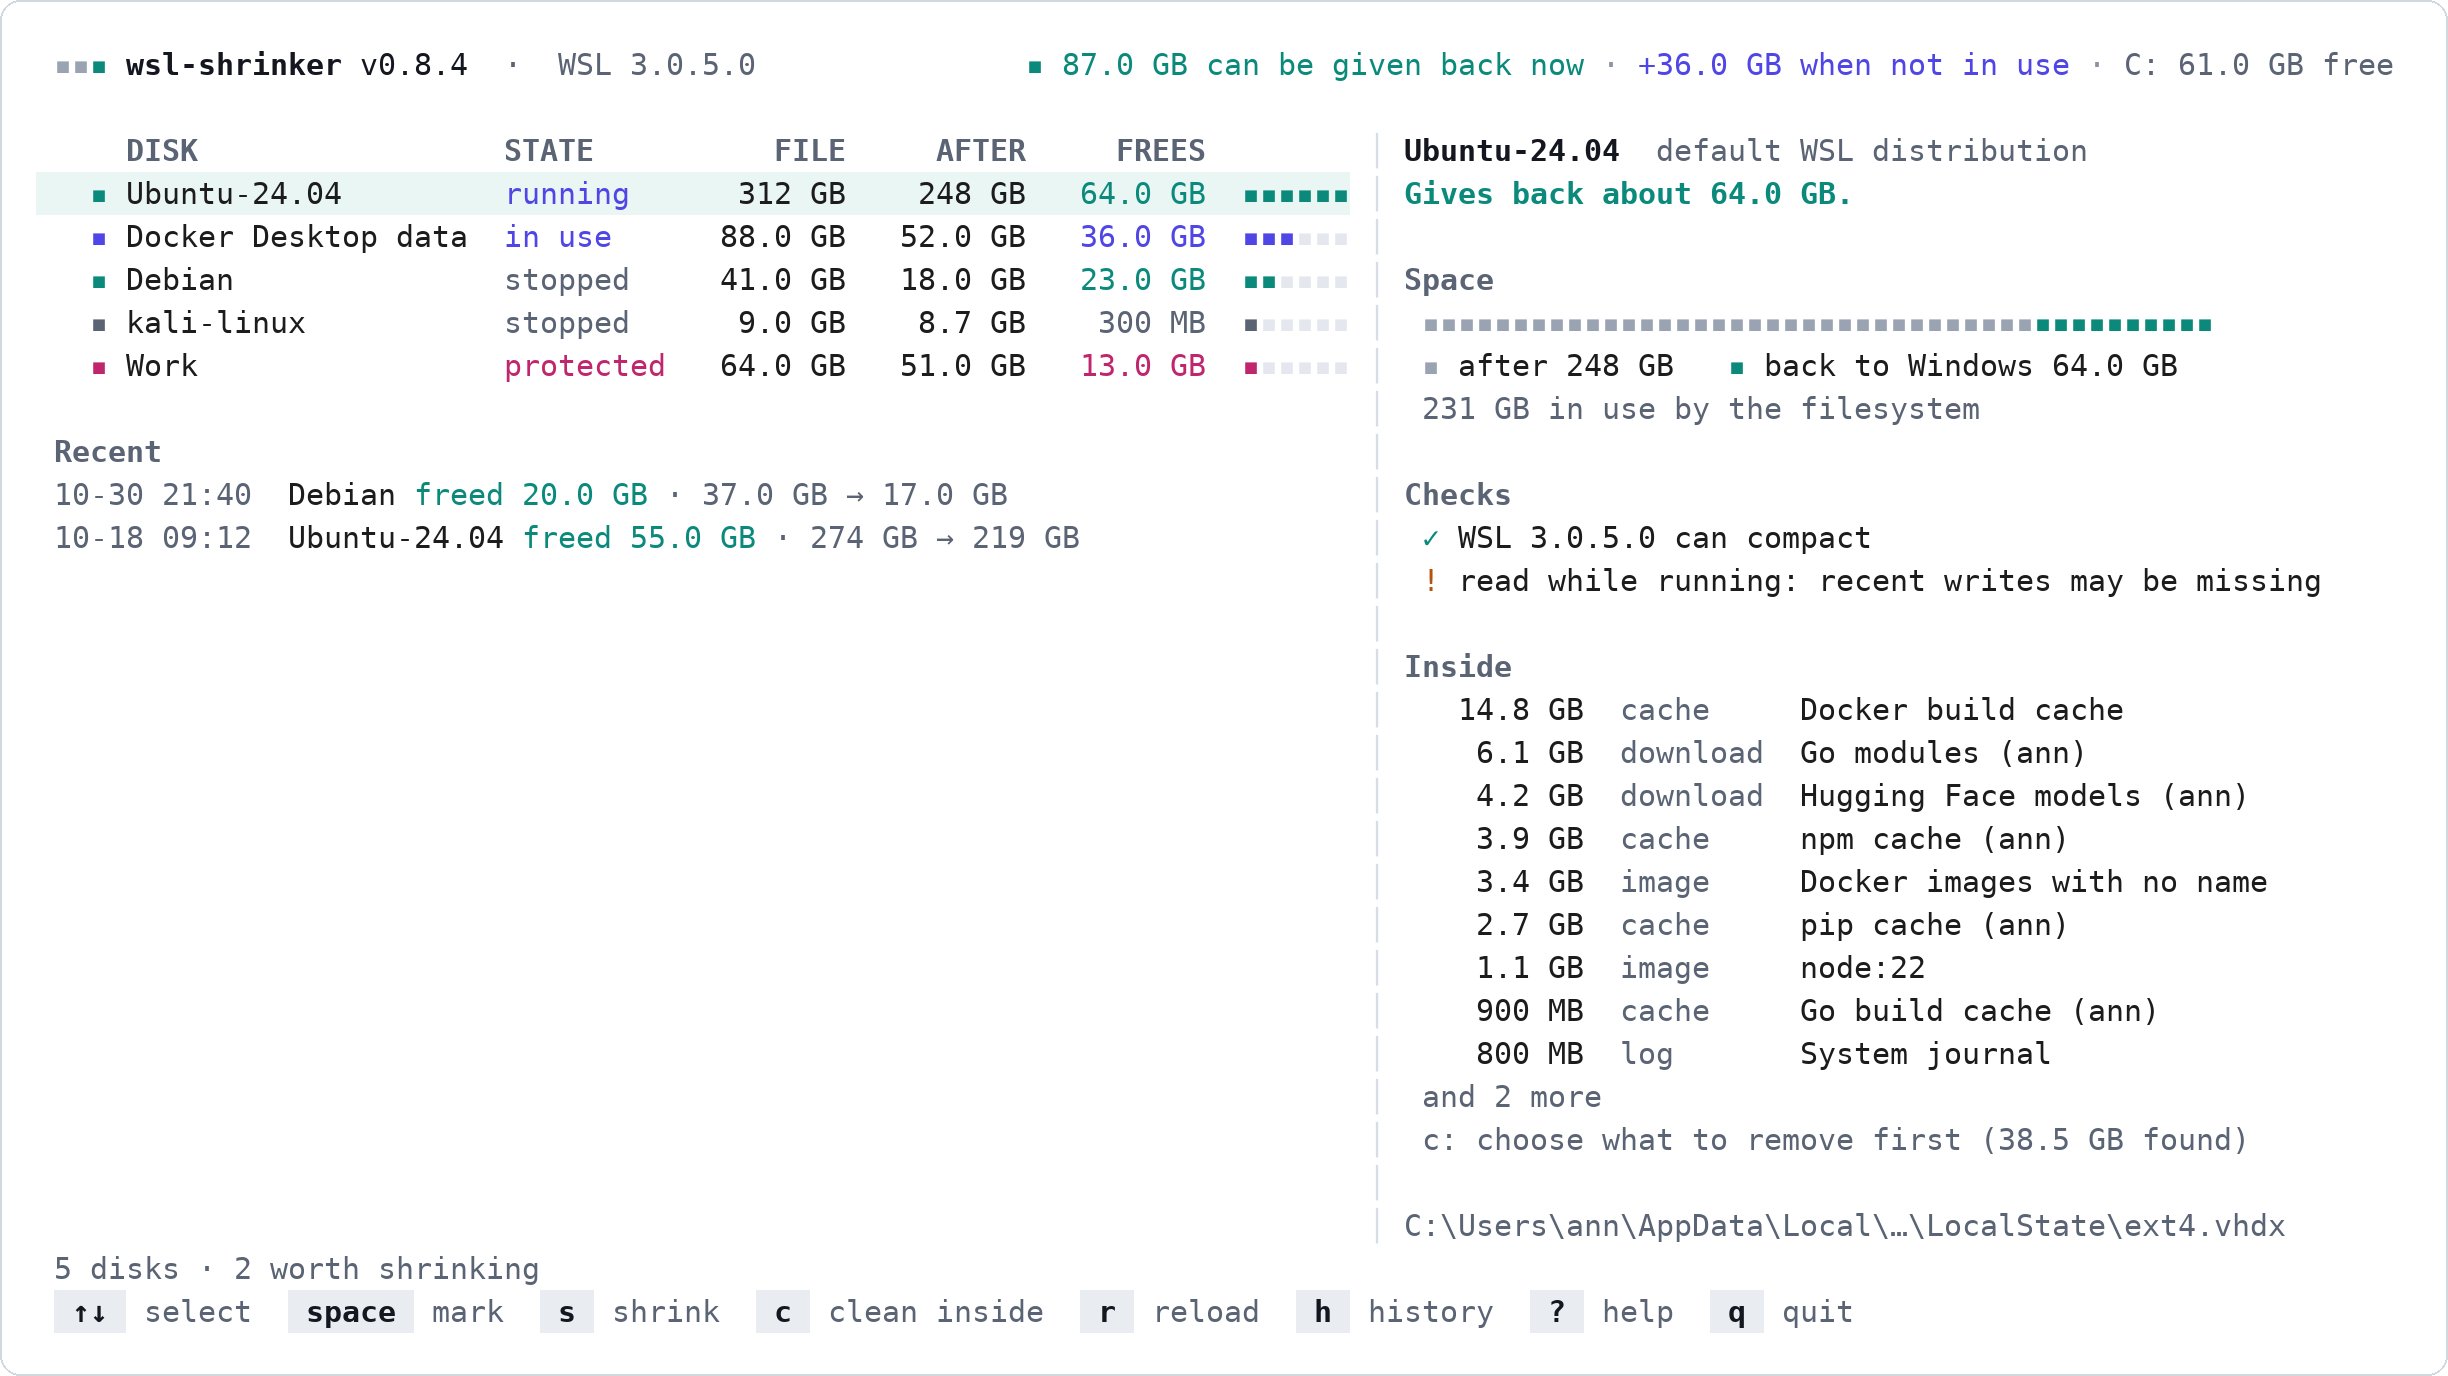 wsl-shrinker v0.8.4 · WSL 3.0.5.0
87.0 GB can be given back now · +36.0 GB when not in use · C: 61.0 GB free
DISK STATE FILE AFTER FREES
Ubuntu-24.04 running 312 GB 248 GB 64.0 GB
Docker Desktop data in use 88.0 GB 52.0 GB 36.0 GB
Debian stopped 41.0 GB 18.0 GB 23.0 GB
kali-linux stopped 9.0 GB 8.7 GB 300 MB
Work protected 64.0 GB 51.0 GB 13.0 GB
Recent
10-30 21:40 Debian freed 20.0 GB · 37.0 GB → 17.0 GB
10-18 09:12 Ubuntu-24.04 freed 55.0 GB · 274 GB → 219 GB
Ubuntu-24.04 default WSL distribution
Gives back about 64.0 GB.
Space
after 248 GB back to Windows 64.0 GB
231 GB in use by the filesystem
Checks
✓ WSL 3.0.5.0 can compact
! read while running: recent writes may be missing
Inside
14.8 GB cache Docker build cache
6.1 GB download Go modules (ann)
4.2 GB download Hugging Face models (ann)
3.9 GB cache npm cache (ann)
3.4 GB image Docker images with no name
2.7 GB cache pip cache (ann)
1.1 GB image node:22
900 MB cache Go build cache (ann)
800 MB log System journal
and 2 more
c: choose what to remove first (38.5 GB found)
C:\Users\ann\AppData\Local\…\LocalState\ext4.vhdx
5 disks · 2 worth shrinking
↑↓ select space mark s shrink c clean inside r reload h history ? help q quit